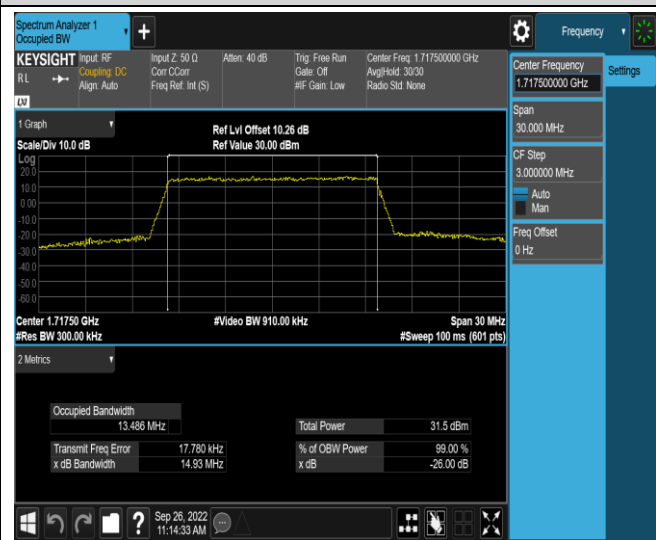 Spectrum Analyzer 1
Occupied BW
Frequency
KEYSIGHT
RL
LXI
Input: RF
Coupling: DC
Align: Auto
Input Z: 50 Ω
Corr CCorr
Freq Ref: Int (S)
Atten: 40 dB
Trig: Free Run
Gate: Off
#IF Gain: Low
Center Freq: 1.717500000 GHz
Avg|Hold: 30/30
Radio Std: None
Center Frequency
1.717500000 GHz
Settings
Span
30.000 MHz
CF Step
3.000000 MHz
Auto
Man
Freq Offset
0 Hz
1 Graph
Scale/Div 10.0 dB
Ref Lvl Offset 10.26 dB
Ref Value 30.00 dBm
Log
20.0
10.0
0.00
-10.0
-20.0
-30.0
-40.0
-50.0
-60.0
Center 1.71750 GHz
#Res BW 300.00 kHz
#Video BW 910.00 kHz
Span 30 MHz
#Sweep 100 ms (601 pts)
2 Metrics
Occupied Bandwidth
13.486 MHz
Total Power 31.5 dBm
Transmit Freq Error 17.780 kHz
% of OBW Power 99.00 %
x dB Bandwidth 14.93 MHz
x dB -26.00 dB
?
Sep 26, 2022
11:14:33 AM